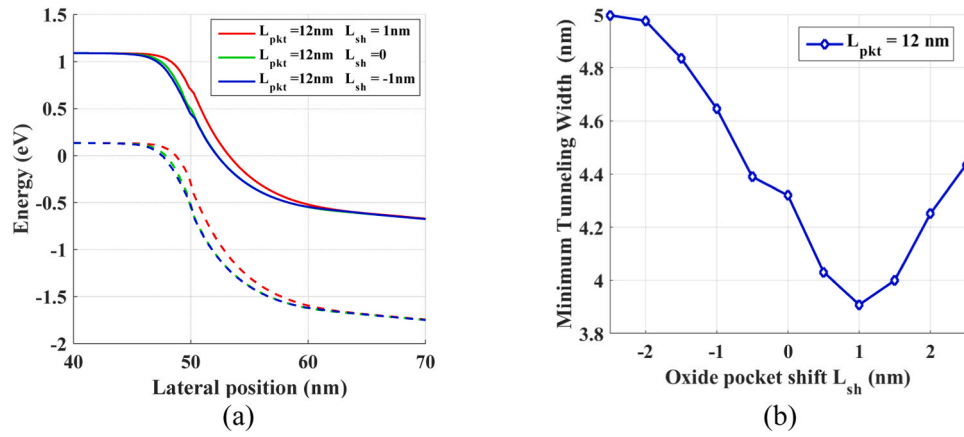 L_pkt =12nm L_sh = 1nm
L_pkt =12nm L_sh =0
L_pkt =12nm L_sh = -1nm
1.5
1
0.5
0
-0.5
-1
-1.5
-2
Energy (eV)
40 50 60 70
Lateral position (nm)
(a)
L_pkt = 12 nm
5
4.8
4.6
4.4
4.2
4
3.8
Minimum Tunneling Width (nm)
-2 -1 0 1 2
Oxide pocket shift L_sh (nm)
(b)